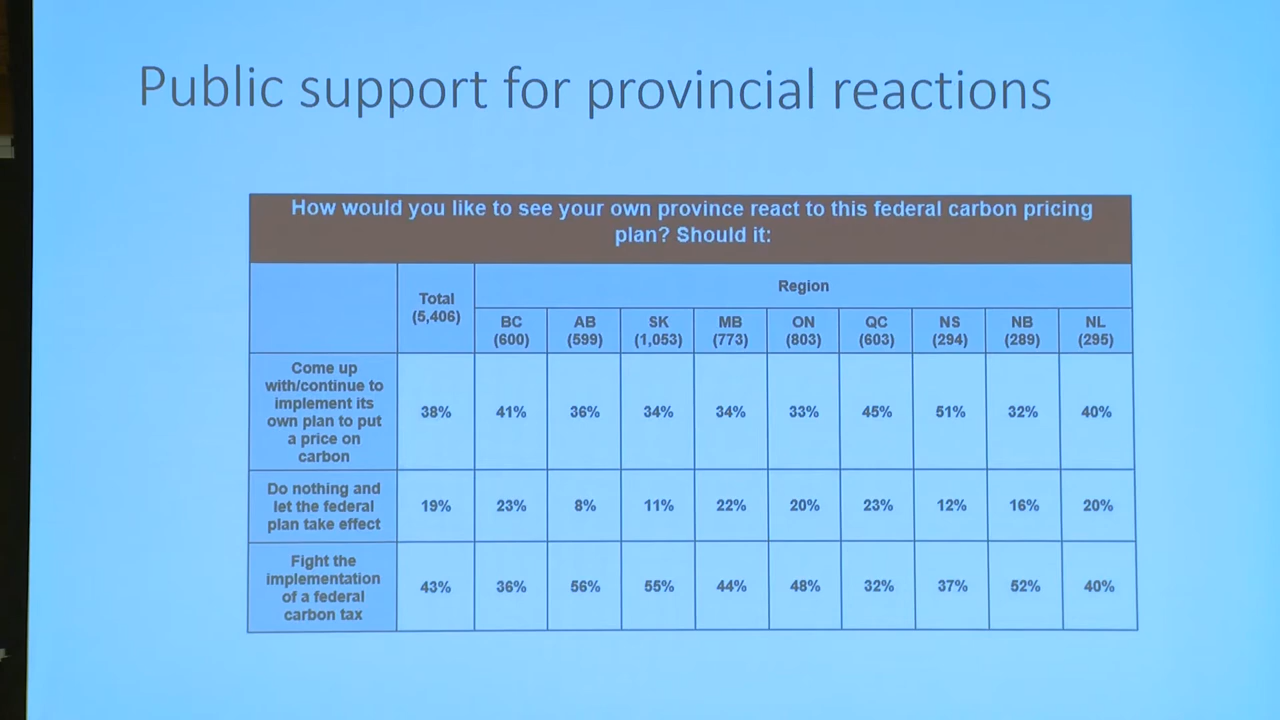 Public support for provincial reactions
How would you like to see your own province react to this federal carbon pricing
plan? Should it:
Total
(5,406)
Region
BC
(600)
AB
(599)
SK
(1,053)
MB
(773)
ON
(803)
QC
(603)
NS
(294)
NB
(289)
NL
(295)
Come up
with/continue to
implement its
own plan to put
a price on
carbon
38% 41% 36% 34% 34% 33% 45% 51% 32% 40%
Do nothing and
let the federal
plan take effect
19% 23% 8% 11% 22% 20% 23% 12% 16% 20%
Fight the
implementation
of a federal
carbon tax
43% 36% 56% 55% 44% 48% 32% 37% 52% 40%